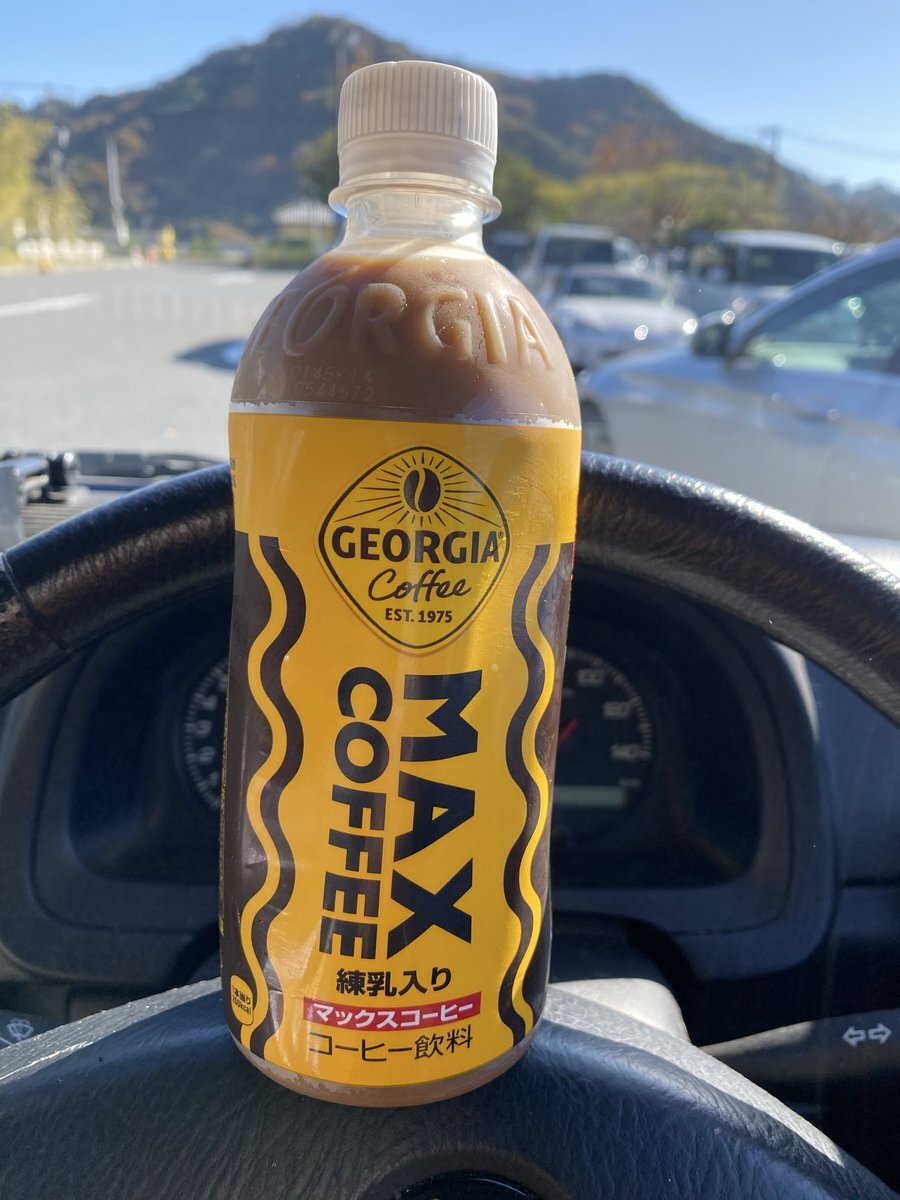 GEORGIA
GEORGIA
Coffee
EST. 1975
MAX
COFFEE
練乳入り
マックスコーヒー
コーヒー飲料